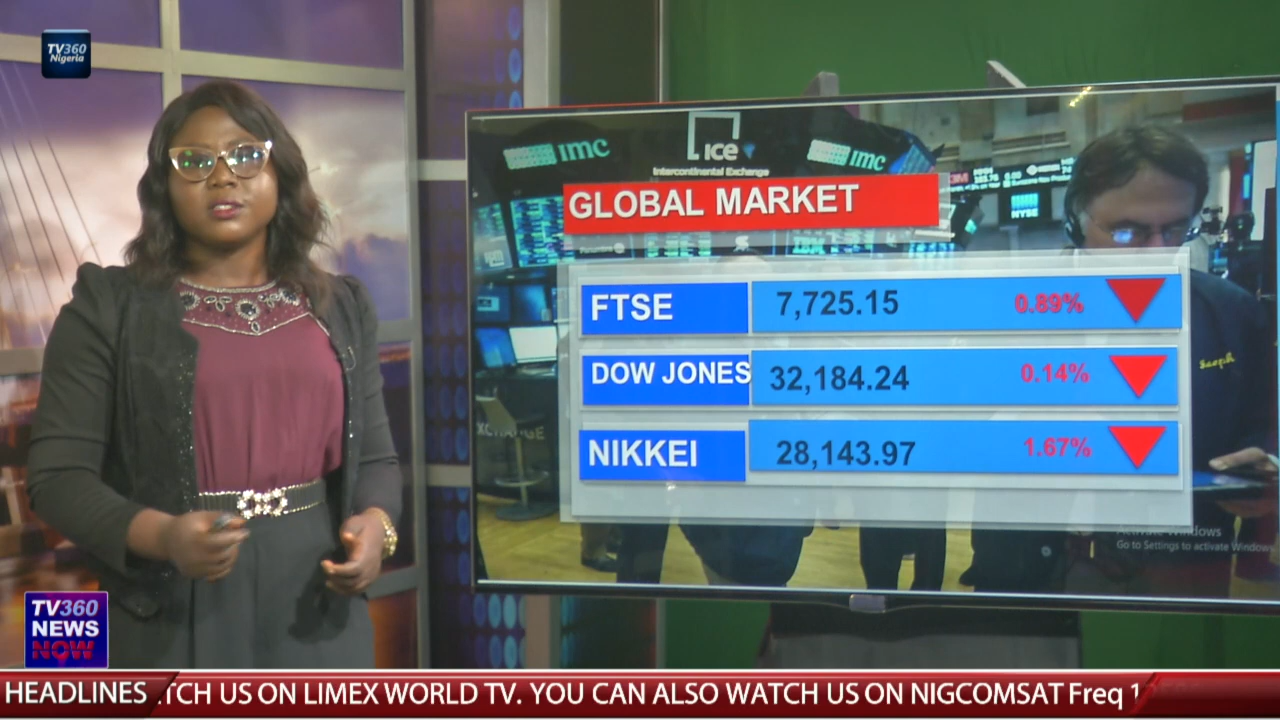 TV360
Nigeria
imc
ice
Intercontinental Exchange
imc
GLOBAL MARKET
NYSE
FTSE 7,725.15 0.89%
DOW JONES 32,184.24 0.14%
NIKKEI 28,143.97 1.67%
Activate Windows
Go to Settings to activate Windows
TV360
NEWS
NOW
HEADLINES TCH US ON LIMEX WORLD TV. YOU CAN ALSO WATCH US ON NIGCOMSAT Freq 1